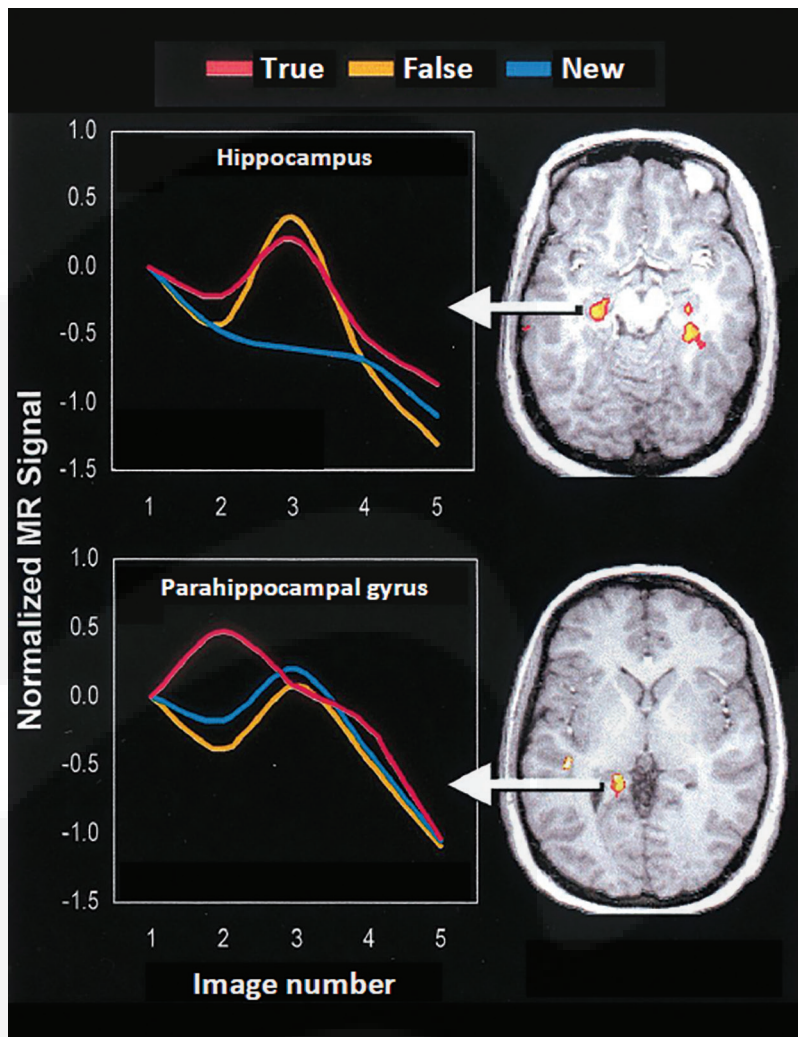 True False New
Hippocampus
1.0
0.5
0.0
-0.5
-1.0
-1.5
1 2 3 4 5
Normalized MR Signal
Parahippocampal gyrus
1.0
0.5
0.0
-0.5
-1.0
-1.5
1 2 3 4 5
Image number